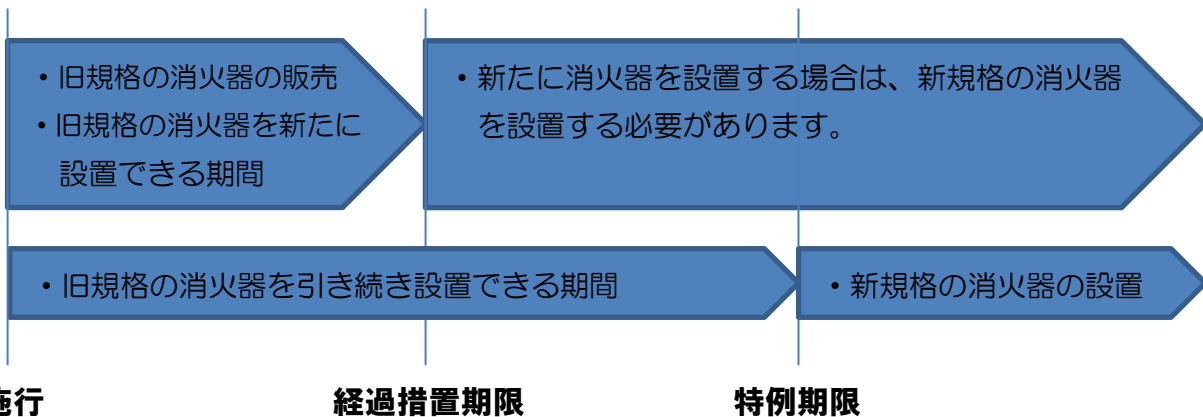 ・旧規格の消火器の販売
・旧規格の消火器を新たに
設置できる期間
・新たに消火器を設置する場合は、新規格の消火器
を設置する必要があります。
・旧規格の消火器を引き続き設置できる期間
・新規格の消火器の設置
施行
経過措置期限
特例期限